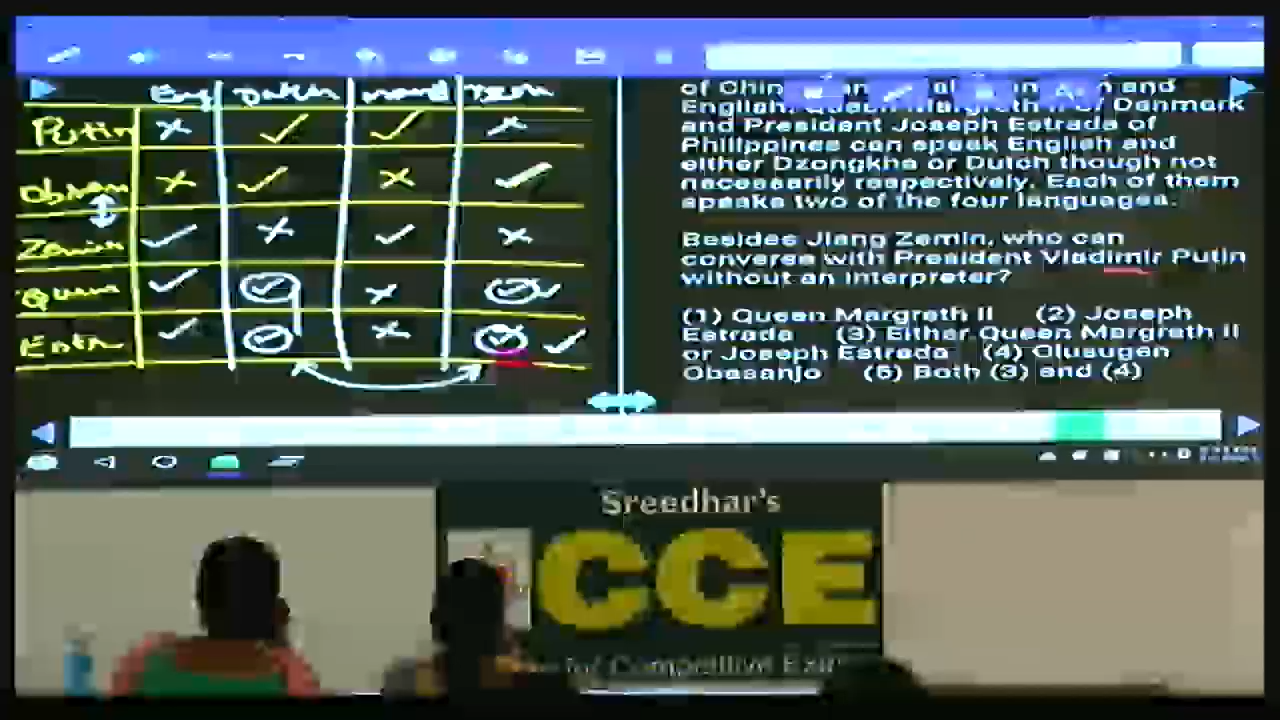 Eng Dutch
Putin
Zemin
Queen
Estr
of China and
English. Queen Margreth II of Denmark
and President Joseph Estrada of
Philippines can speak English and
either Dzongkha or Dutch though not
necessarily respectively. Each of them
speaks two of the four languages.
Besides Jiang Zemin, who can
converse with President Vladimir Putin
without an interpreter?
(1) Queen Margreth II (2) Joseph
Estrada (3) Either Queen Margreth II
or Joseph Estrada (4) Olusugen
Obasanjo (5) Both (3) and (4)
Sreedhar's
CCE
for Competitive